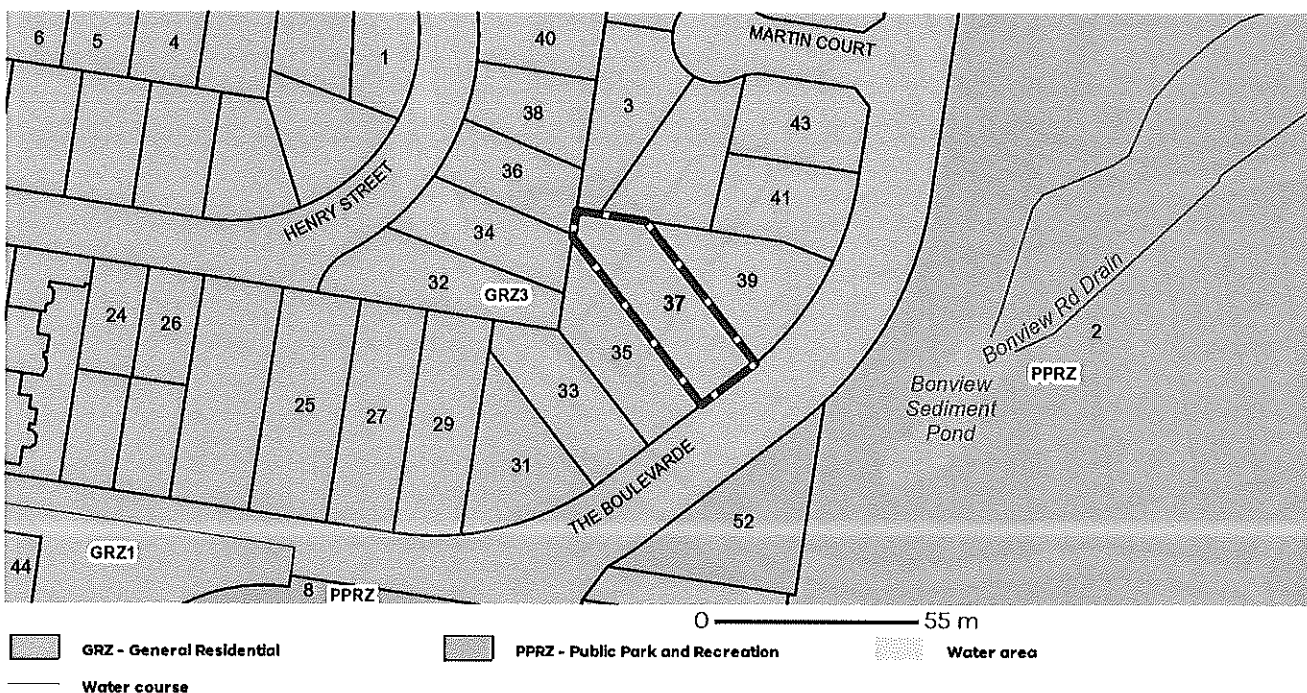 MARTIN COURT
6
5
4
1
40
38
3
43
36
41
HENRY STREET
34
32
GRZ3
39
37
24
26
35
Bonview Rd Drain
2
PPRZ
33
Bonview
Sediment
Pond
25
27
29
31
THE BOULEVARDE
52
GRZ1
44
8
PPRZ
0 55 m
GRZ - General Residential
PPRZ - Public Park and Recreation
Water area
Water course